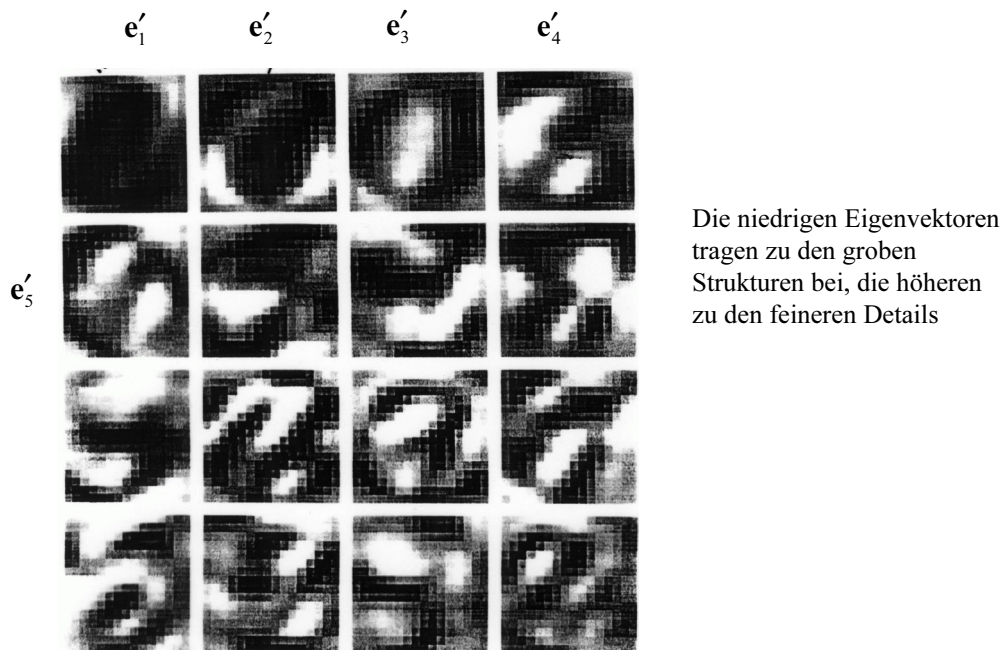 e′₁ e′₂ e′₃ e′₄
Die niedrigen Eigenvektoren
tragen zu den groben
Strukturen bei, die höheren
zu den feineren Details
e′₅